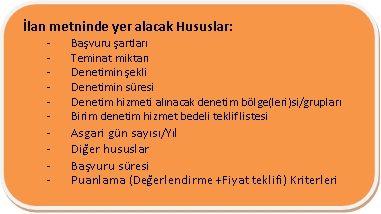 İlan metninde yer alacak Hususlar:
- Başvuru şartları
- Teminat miktarı
- Denetimin şekli
- Denetimin süresi
- Denetim hizmeti alınacak denetim bölge(leri)si/grupları
- Birim denetim hizmet bedeli teklif listesi
- Asgari gün sayısı/Yıl
- Diğer hususlar
- Başvuru süresi
- Puanlama (Değerlendirme +Fiyat teklifi) Kriterleri